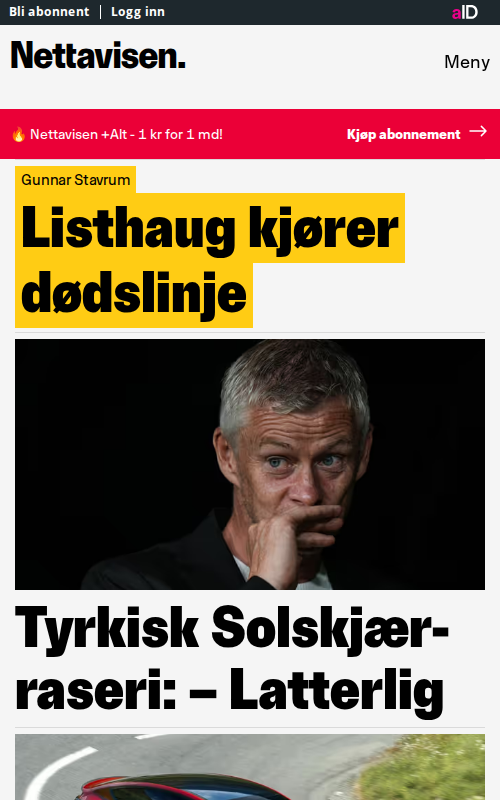 Bli abonnent | Logg inn
aID
Nettavisen.
Meny
🔥 Nettavisen +Alt - 1 kr for 1 md!
Kjøp abonnement →
Gunnar Stavrum
Listhaug kjører
dødslinje
Tyrkisk Solskjær-
raseri: – Latterlig